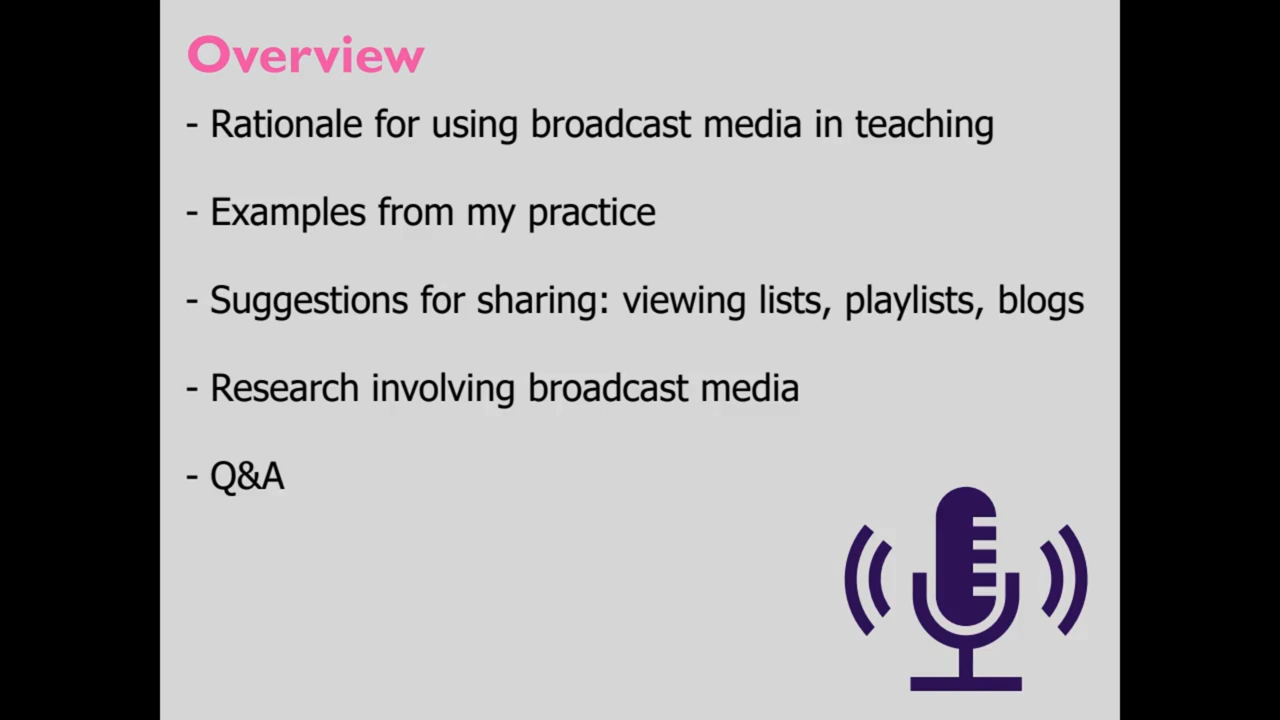 Overview
- Rationale for using broadcast media in teaching
- Examples from my practice
- Suggestions for sharing: viewing lists, playlists, blogs
- Research involving broadcast media
- Q&A